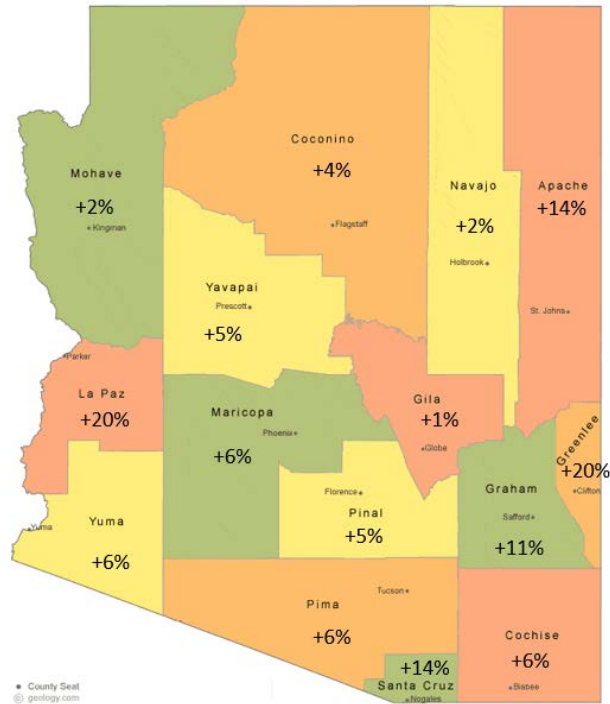 Mohave
+2%
Kingman
Coconino
+4%
Flagstaff
Navajo
+2%
Holbrook
Apache
+14%
St. Johns
Yavapai
Prescott
+5%
Parker
La Paz
+20%
Maricopa
Phoenix
+6%
Gila
+1%
Globe
Greenlee
+20%
Clifton
Graham
Safford
+11%
Yuma
Yuma
+6%
Florence
Pinal
+5%
Pima
Tucson
+6%
+14%
Santa Cruz
Nogales
Cochise
+6%
Bisbee
County Seat
© geology.com